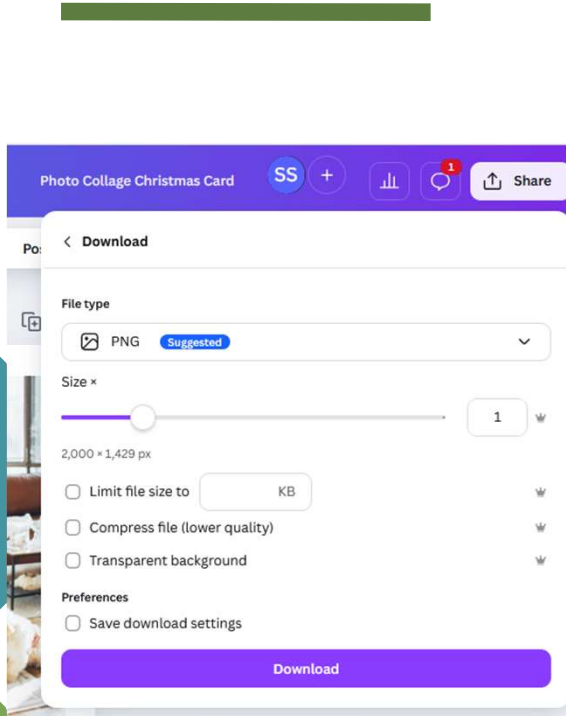 Photo Collage Christmas Card SS + 1 Share
Po
Download
File type
PNG Suggested
Size ×
1
2,000 × 1,429 px
Limit file size to KB
Compress file (lower quality)
Transparent background
Preferences
Save download settings
Download